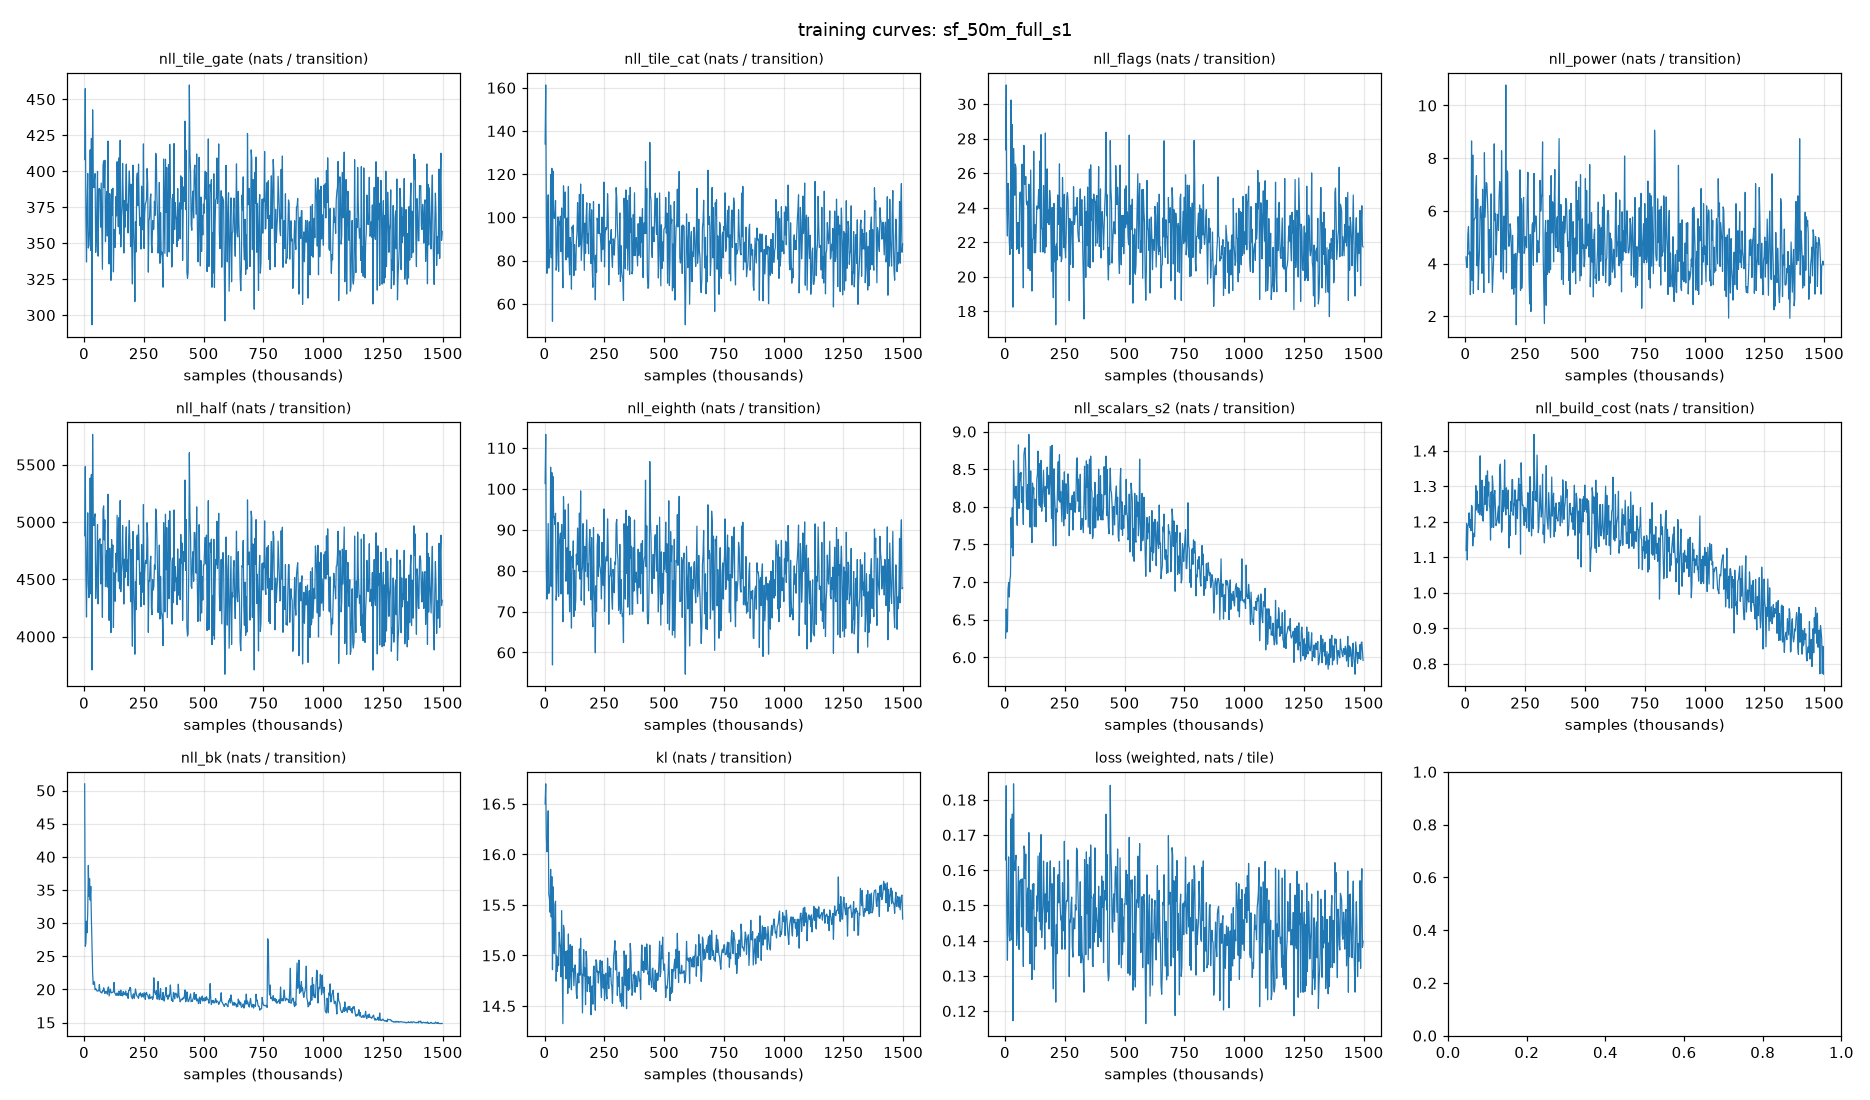 training curves: sf_50m_full_s1
nll_tile_gate (nats / transition)
450
425
400
375
350
325
300
0 250 500 750 1000 1250 1500
samples (thousands)
nll_tile_cat (nats / transition)
160
140
120
100
80
60
0 250 500 750 1000 1250 1500
samples (thousands)
nll_flags (nats / transition)
30
28
26
24
22
20
18
0 250 500 750 1000 1250 1500
samples (thousands)
nll_power (nats / transition)
10
8
6
4
2
0 250 500 750 1000 1250 1500
samples (thousands)
nll_half (nats / transition)
5500
5000
4500
4000
0 250 500 750 1000 1250 1500
samples (thousands)
nll_eighth (nats / transition)
110
100
90
80
70
60
0 250 500 750 1000 1250 1500
samples (thousands)
nll_scalars_s2 (nats / transition)
9.0
8.5
8.0
7.5
7.0
6.5
6.0
0 250 500 750 1000 1250 1500
samples (thousands)
nll_build_cost (nats / transition)
1.4
1.3
1.2
1.1
1.0
0.9
0.8
0 250 500 750 1000 1250 1500
samples (thousands)
nll_bk (nats / transition)
50
45
40
35
30
25
20
15
0 250 500 750 1000 1250 1500
samples (thousands)
kl (nats / transition)
16.5
16.0
15.5
15.0
14.5
0 250 500 750 1000 1250 1500
samples (thousands)
loss (weighted, nats / tile)
0.18
0.17
0.16
0.15
0.14
0.13
0.12
0 250 500 750 1000 1250 1500
samples (thousands)
1.0
0.8
0.6
0.4
0.2
0.0
0.0 0.2 0.4 0.6 0.8 1.0